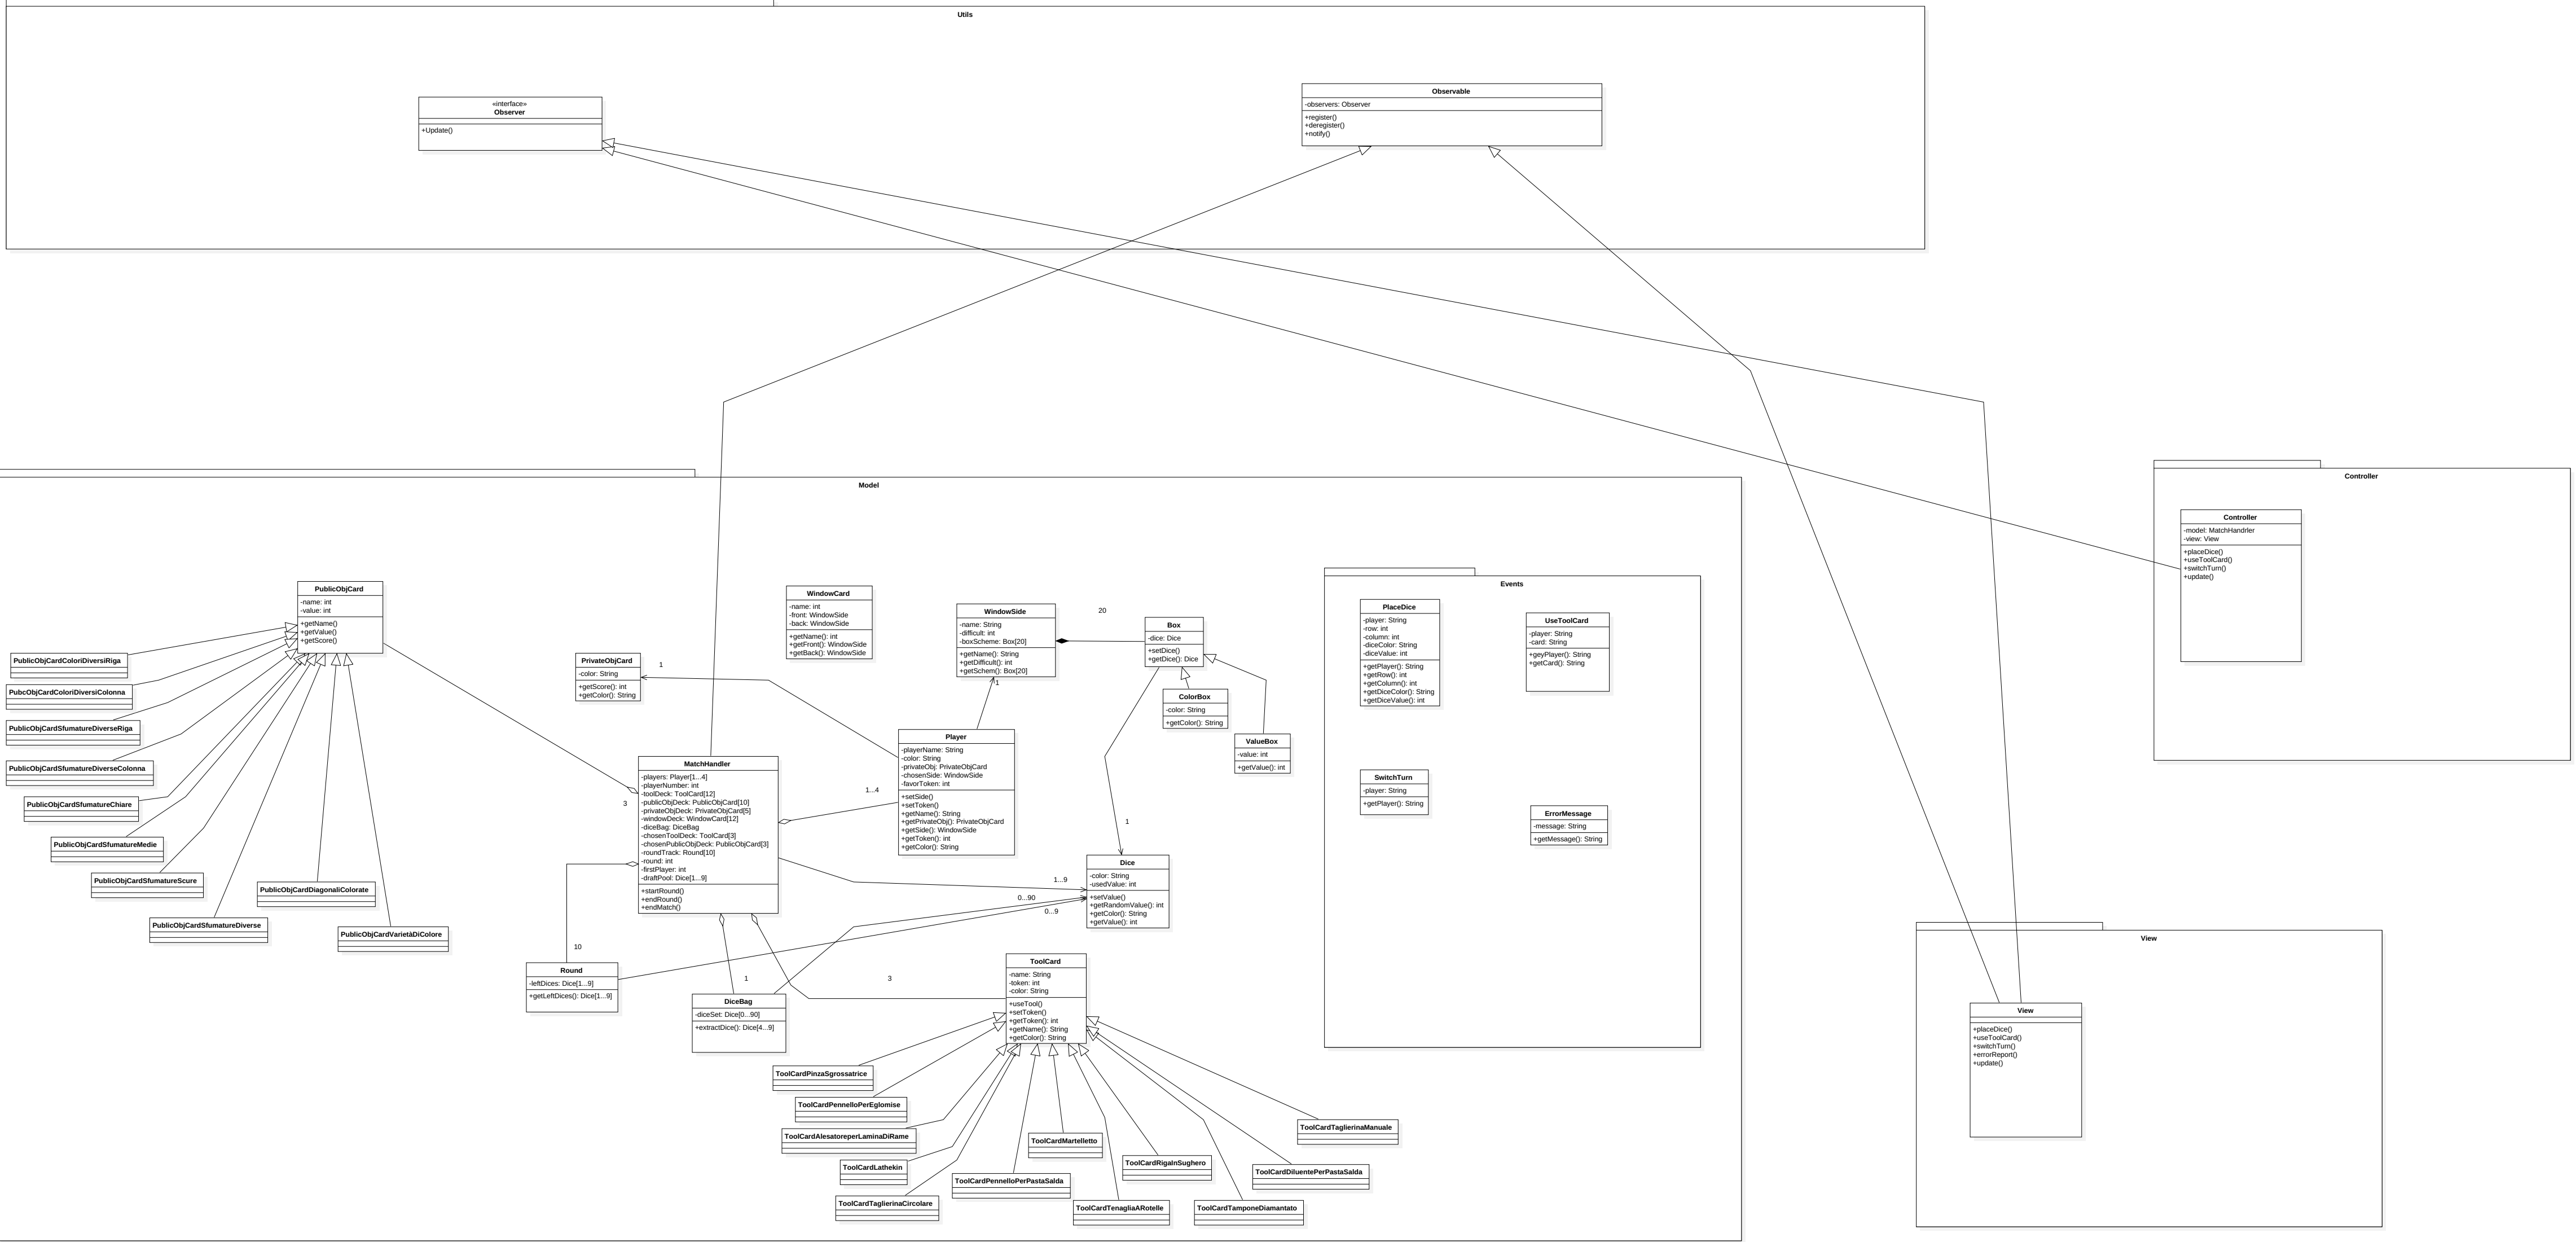 Utils
«interface»
Observer
+Update()
Observable
-observers: Observer
+register()
+deregister()
+notify()
Model
PublicObjCard
-name: int
-value: int
+getName()
+getValue()
+getScore()
PublicObjCardColoriDiversiRiga
PubcObjCardColoriDiversiColonna
PublicObjCardSfumatureDiverseRiga
PublicObjCardSfumatureDiverseColonna
PublicObjCardSfumatureChiare
PublicObjCardSfumatureMedie
PublicObjCardSfumatureScure
PublicObjCardSfumatureDiverse
PublicObjCardDiagonaliColorate
PublicObjCardVarietàDiColore
PrivateObjCard
-color: String
+getScore(): int
+getColor(): String
1
WindowCard
-name: int
-front: WindowSide
-back: WindowSide
+getName(): int
+getFront(): WindowSide
+getBack(): WindowSide
WindowSide
-name: String
-difficult: int
-boxScheme: Box[20]
+getName(): String
+getDifficult(): int
+getSchem(): Box[20]
1
20
Box
-dice: Dice
+setDice()
+getDice(): Dice
ColorBox
-color: String
+getColor(): String
ValueBox
-value: int
+getValue(): int
Player
-playerName: String
-color: String
-privateObj: PrivateObjCard
-chosenSide: WindowSide
-favorToken: int
+setSide()
+setToken()
+getName(): String
+getPrivateObj(): PrivateObjCard
+getSide(): WindowSide
+getToken(): int
+getColor(): String
MatchHandler
-players: Player[1...4]
-playerNumber: int
-toolDeck: ToolCard[12]
-publicObjDeck: PublicObjCard[10]
-privateObjDeck: PrivateObjCard[5]
-windowDeck: WindowCard[12]
-diceBag: DiceBag
-chosenToolDeck: ToolCard[3]
-chosenPublicObjDeck: PublicObjCard[3]
-roundTrack: Round[10]
-round: int
-firstPlayer: int
-draftPool: Dice[1...9]
+startRound()
+endRound()
+endMatch()
3
1...4
1
1...9
0...90
0...9
10
1
3
Dice
-color: String
-usedValue: int
+setValue()
+getRandomValue(): int
+getColor(): String
+getValue(): int
Round
-leftDices: Dice[1...9]
+getLeftDices(): Dice[1...9]
DiceBag
-diceSet: Dice[0...90]
+extractDice(): Dice[4...9]
ToolCard
-name: String
-token: int
-color: String
+useTool()
+setToken()
+getToken(): int
+getName(): String
+getColor(): String
ToolCardPinzaSgrossatrice
ToolCardPennelloPerEglomise
ToolCardAlesatoreperLaminaDiRame
ToolCardLathekin
ToolCardTaglierinaCircolare
ToolCardPennelloPerPastaSalda
ToolCardMartelletto
ToolCardTenagliaARotelle
ToolCardRigaInSughero
ToolCardTamponeDiamantato
ToolCardDiluentePerPastaSalda
ToolCardTaglierinaManuale
Events
PlaceDice
-player: String
-row: int
-column: int
-diceColor: String
-diceValue: int
+getPlayer(): String
+getRow(): int
+getColumn(): int
+getDiceColor(): String
+getDiceValue(): int
UseToolCard
-player: String
-card: String
+geyPlayer(): String
+getCard(): String
SwitchTurn
-player: String
+getPlayer(): String
ErrorMessage
-message: String
+getMessage(): String
Controller
Controller
-model: MatchHandrler
-view: View
+placeDice()
+useToolCard()
+switchTurn()
+update()
View
View
+placeDice()
+useToolCard()
+switchTurn()
+errorReport()
+update()